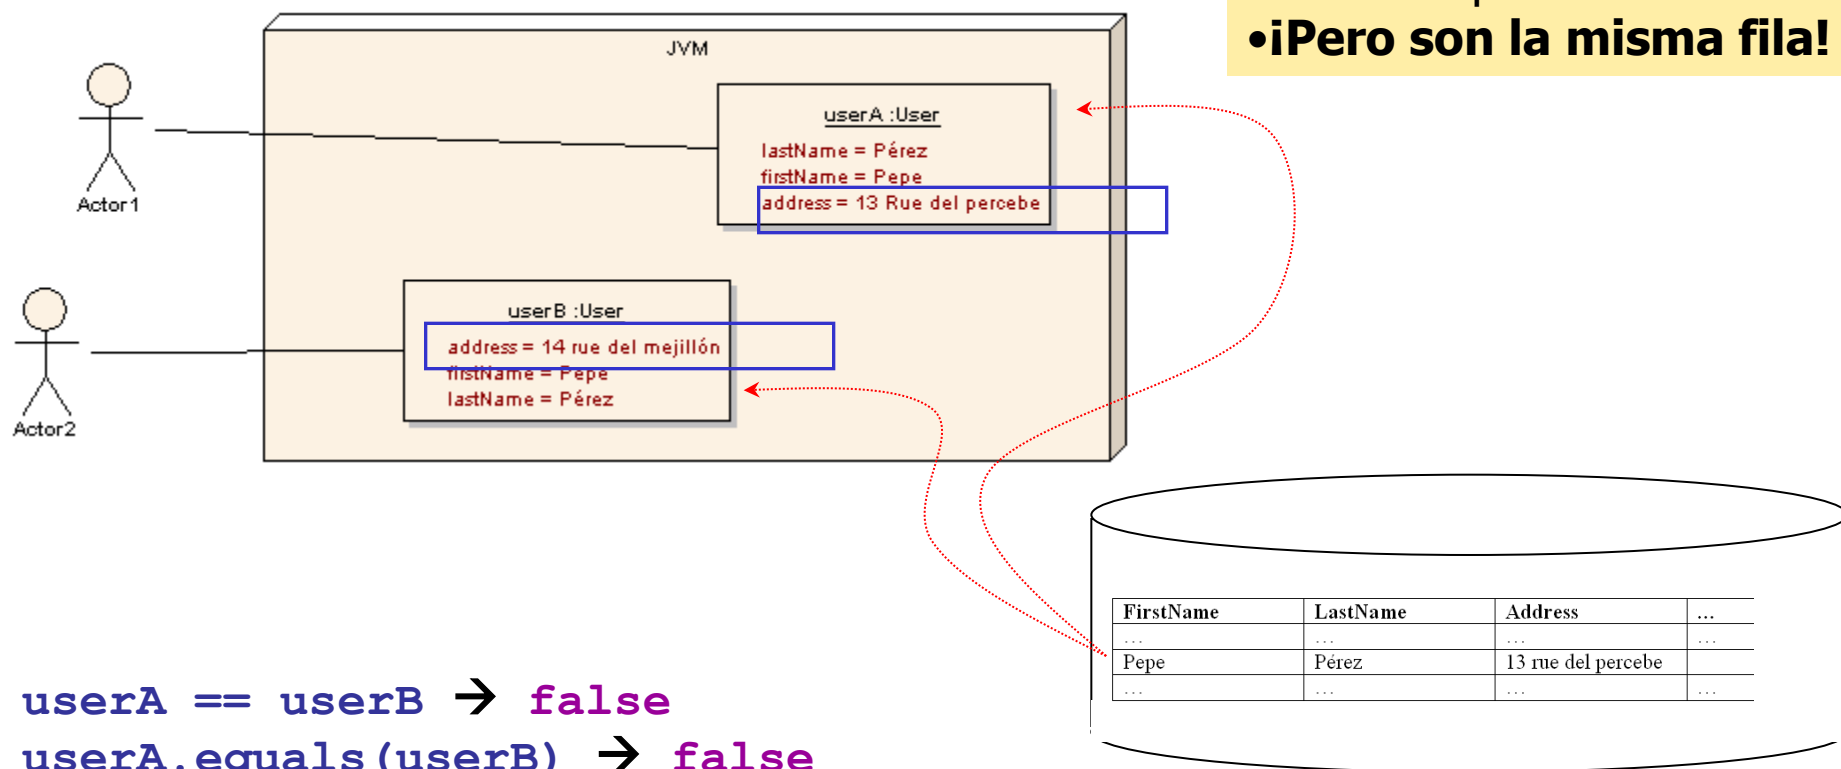 •¡Pero son la misma fila!
JVM
userA :User
lastName = Pérez
firstName = Pepe
address = 13 Rue del percebe
Actor1
userB :User
address = 14 rue del mejillón
firstName = Pepe
lastName = Pérez
Actor2
FirstName LastName Address ...
... ... ... ...
Pepe Pérez 13 rue del percebe
... ... ... ...
userA == userB → false
userA.equals(userB) → false